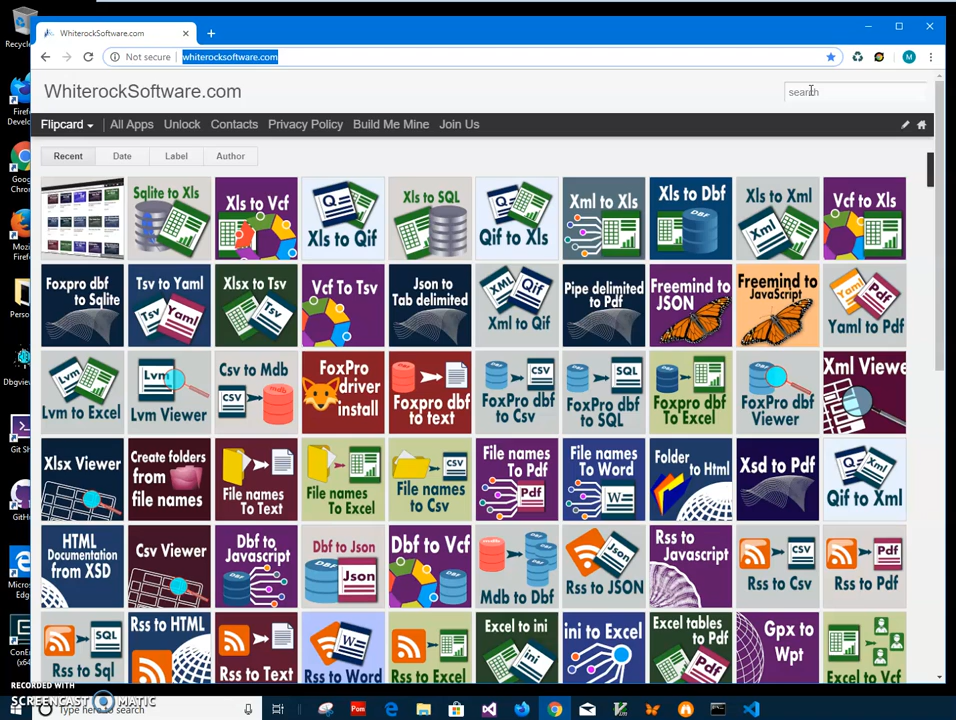 WhiterockSoftware.com
Not secure
whiterocksoftware.com
M
WhiterockSoftware.com
search
Flipcard
All Apps
Unlock
Contacts
Privacy Policy
Build Me Mine
Join Us
Recent
Date
Label
Author
Sqlite to Xls
Xls to Vcf
Xls to Qif
Xls to SQL
Qif to Xls
Xml to Xls
Xls to Dbf
Xls to Xml
Vcf to Xls
Foxpro dbf to Sqlite
Tsv to Yaml
Xlsx to Tsv
Vcf To Tsv
Json to Tab delimited
Xml to Qif
Pipe delimited to Pdf
Freemind to JSON
Freemind to JavaScript
Yaml to Pdf
Lvm to Excel
Lvm Viewer
Csv to Mdb
FoxPro driver install
Foxpro dbf to text
FoxPro dbf to Csv
FoxPro dbf to SQL
Foxpro dbf To Excel
FoxPro dbf Viewer
Xml Viewer
Xlsx Viewer
Create folders from file names
File names To Text
File names To Excel
File names to Csv
File names To Pdf
File names To Word
Folder to Html
Xsd to Pdf
Qif to Xml
HTML Documentation from XSD
Csv Viewer
Dbf to Javascript
Dbf to Json
Dbf to Vcf
Mdb to Dbf
Rss to JSON
Rss to Javascript
Rss to Csv
Rss to Pdf
Rss to Sql
Rss to HTML
Rss to Text
Rss to Word
Rss to Excel
Excel to ini
ini to Excel
Excel tables to Pdf
Gpx to Wpt
Excel to Vcf
RECORDED WITH
SCREENCAST MATIC
Type here to search